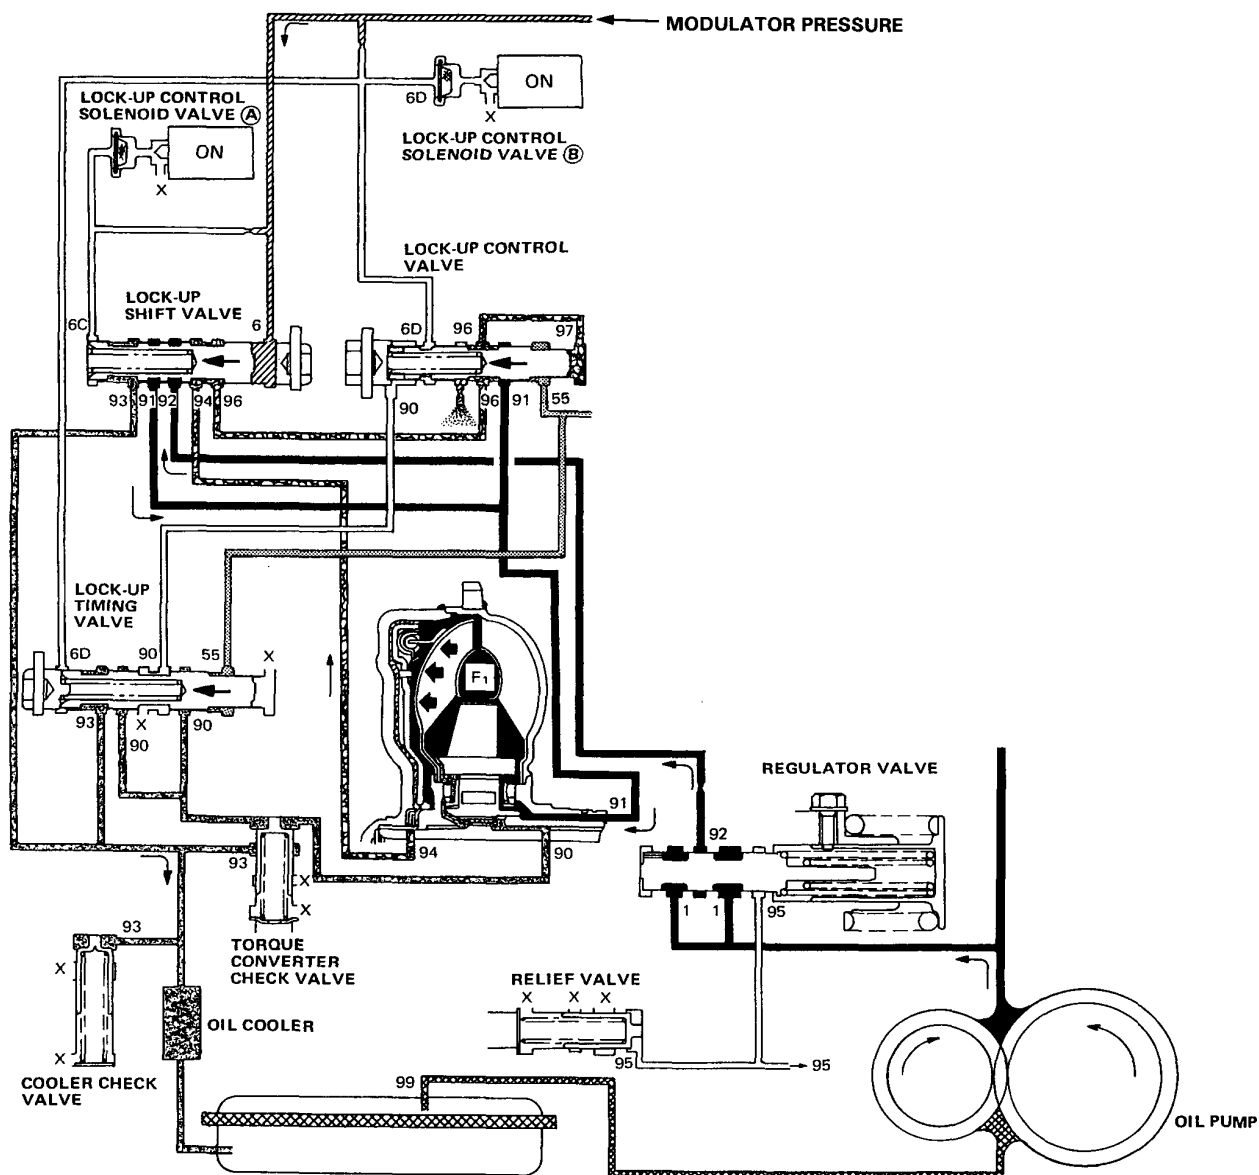 MODULATOR PRESSURE
ON
6D
LOCK-UP CONTROL
SOLENOID VALVE Ⓐ
ON
X
X
LOCK-UP CONTROL
SOLENOID VALVE Ⓑ
LOCK-UP CONTROL
VALVE
LOCK-UP
SHIFT VALVE
6C
6
6D
96
97
93
91
92
94
96
90
96
91
55
LOCK-UP
TIMING
VALVE
6D
90
55
X
F1
93
X
90
90
REGULATOR VALVE
91
92
93
94
90
1
1
95
X
X
93
TORQUE
CONVERTER
CHECK VALVE
X
RELIEF VALVE
X
X
X
OIL COOLER
X
95
95
COOLER CHECK
VALVE
99
OIL PUMP